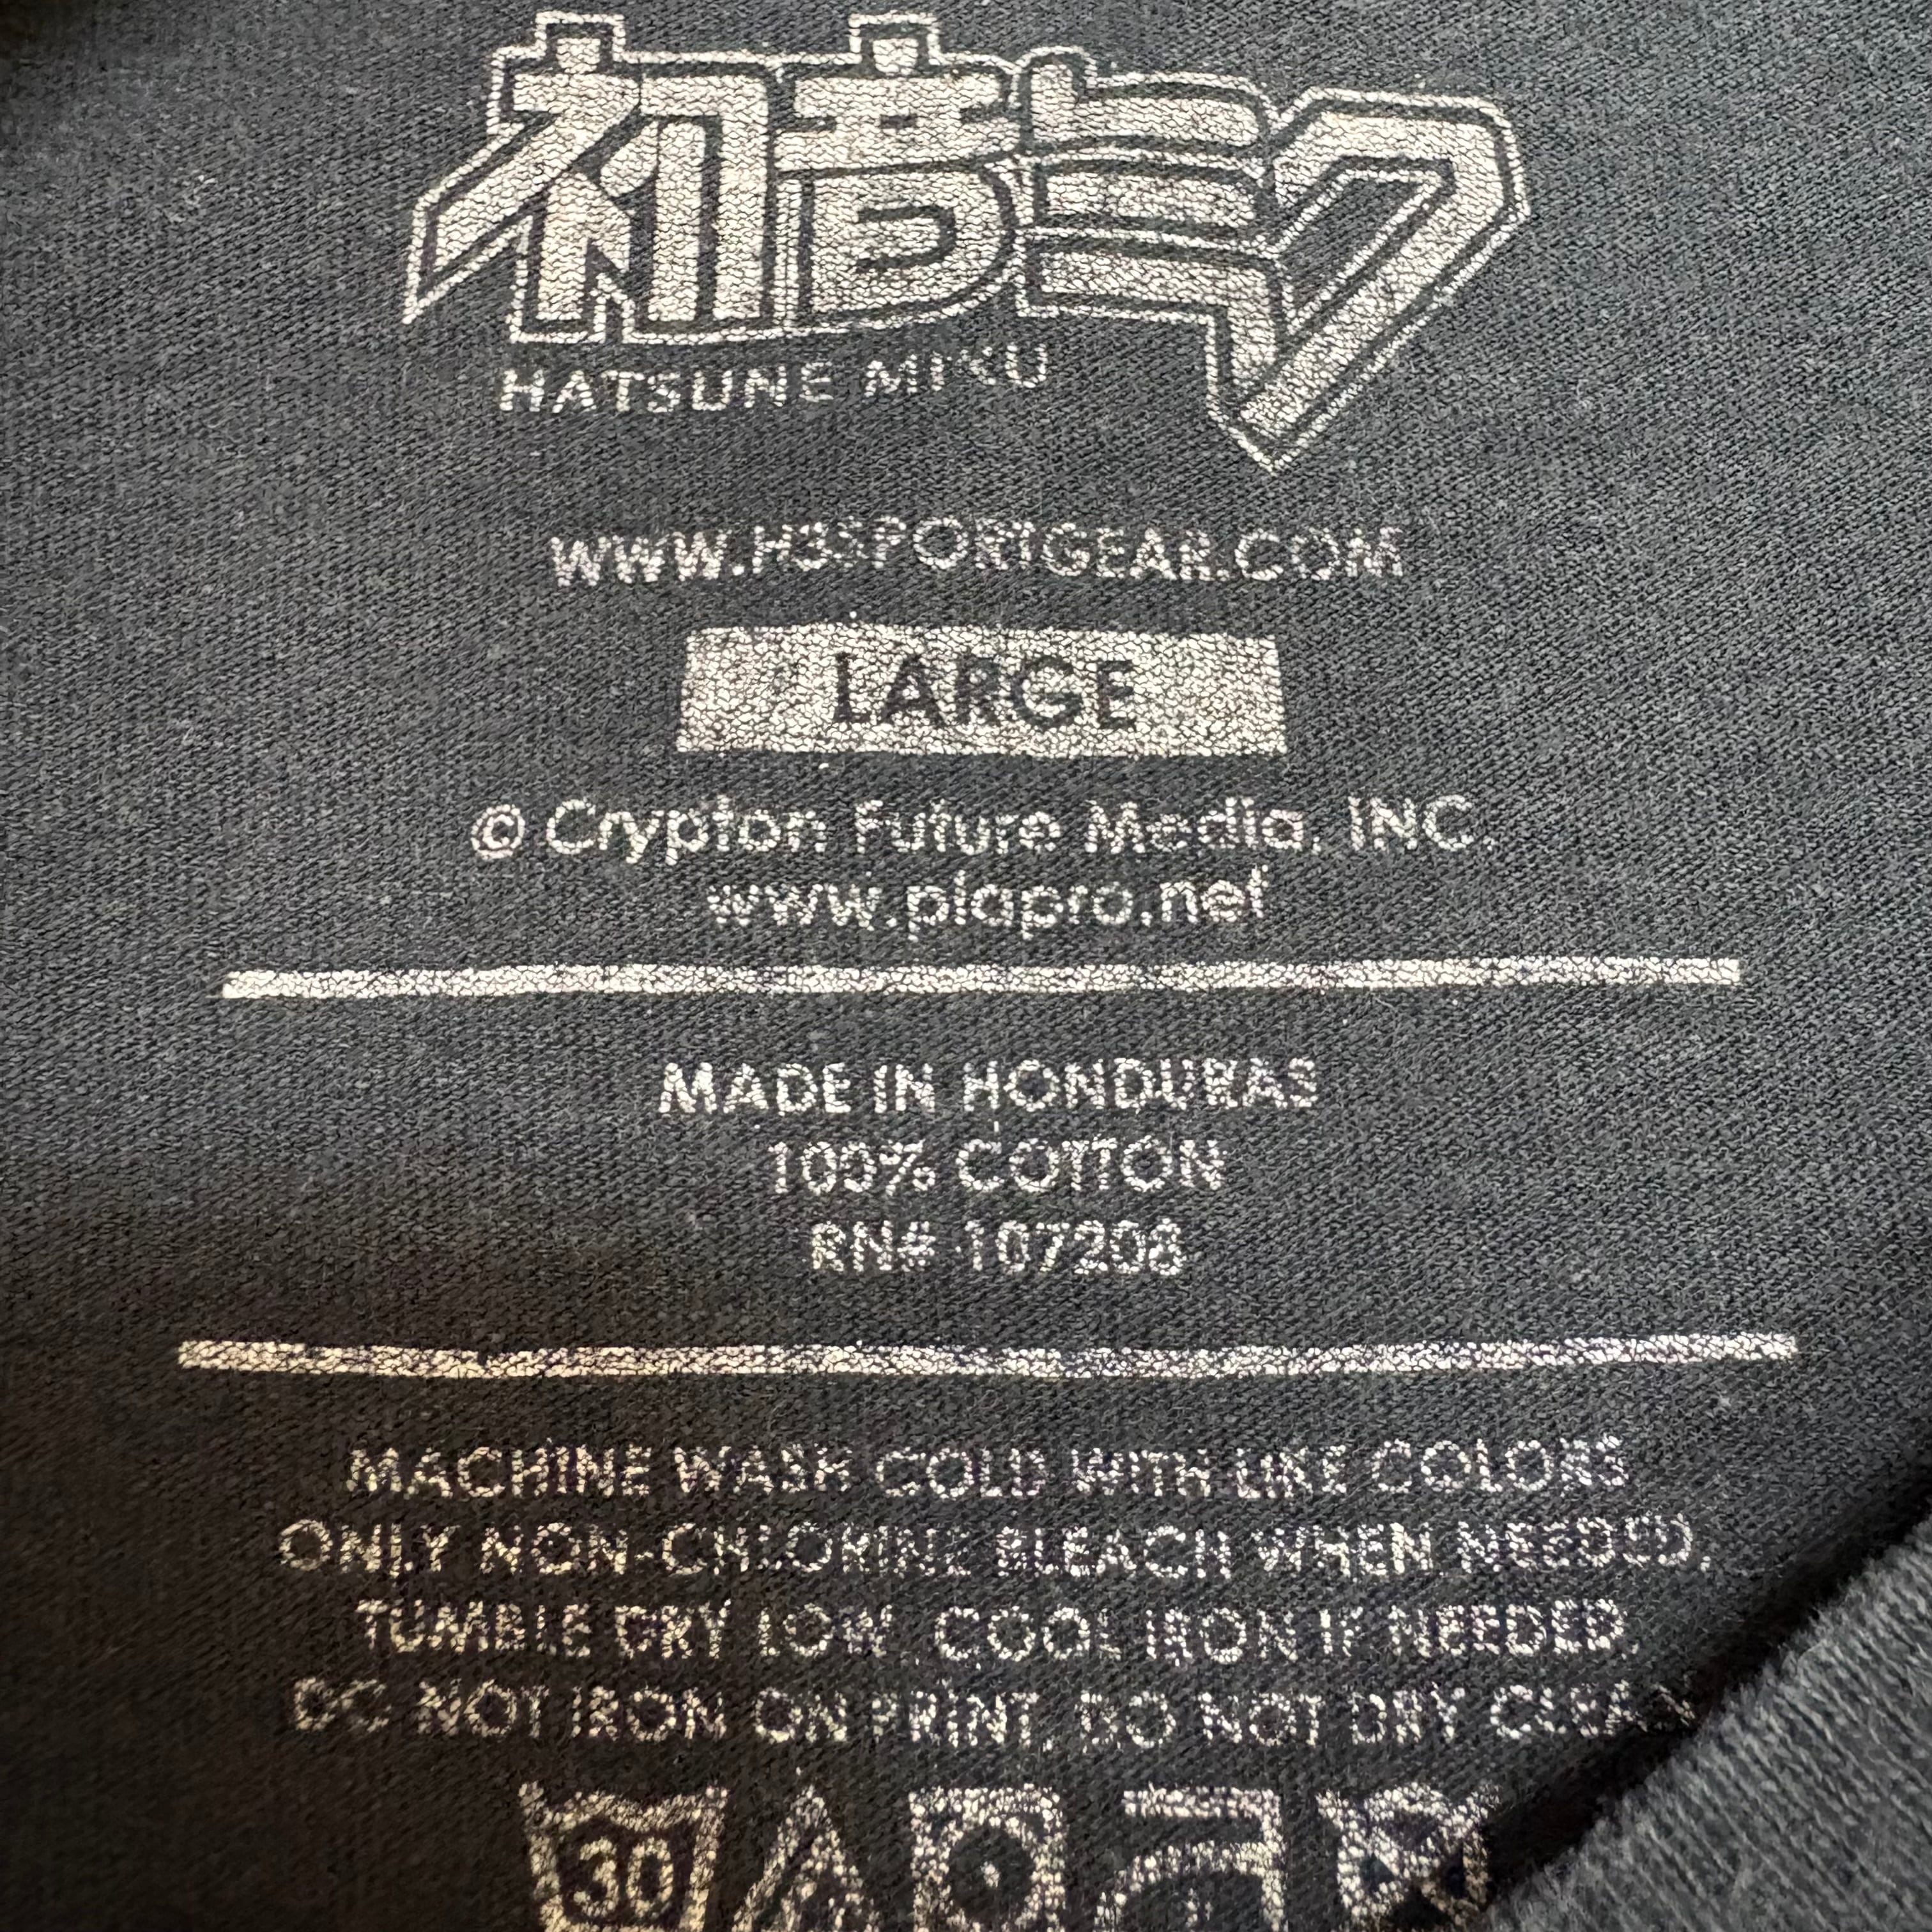 初音ミク
HATSUNE MIKU
WWW.H3SPORTGEAR.COM
LARGE
© Crypton Future Media, INC.
www.piapro.net
MADE IN HONDURAS
100% COTTON
RN# 107208
MACHINE WASH COLD WITH LIKE COLORS
ONLY NON-CHLORINE BLEACH WHEN NEEDED,
TUMBLE DRY LOW, COOL IRON IF NEEDED,
DO NOT IRON ON PRINT, DO NOT DRY CLEAN
30